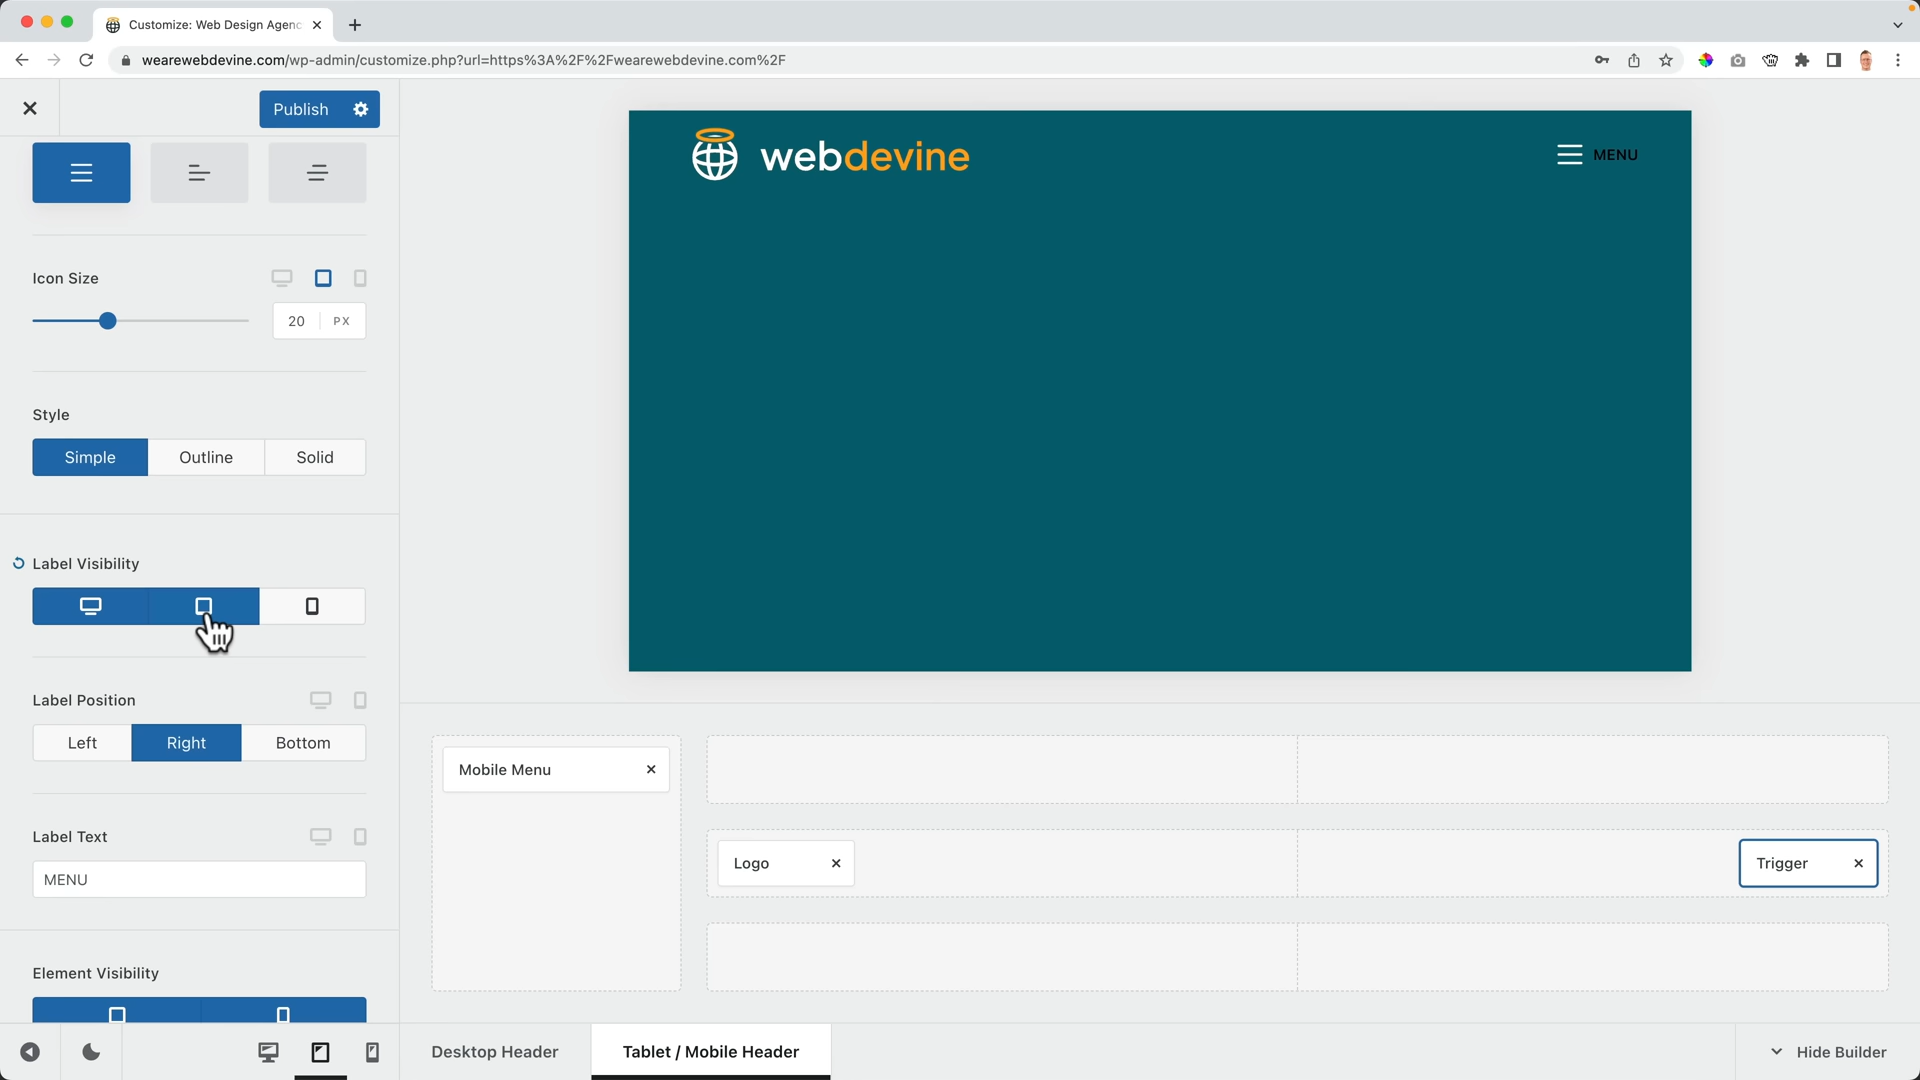 Customize: Web Design Agenc
wearewebdevine.com/wp-admin/customize.php?url=https%3A%2F%2Fwearewebdevine.com%2F
Publish
webdevine
MENU
Icon Size
20 PX
Style
Simple Outline Solid
Label Visibility
Label Position
Left Right Bottom
Mobile Menu
Label Text
MENU
Logo
Trigger
Element Visibility
Desktop Header
Tablet / Mobile Header
Hide Builder